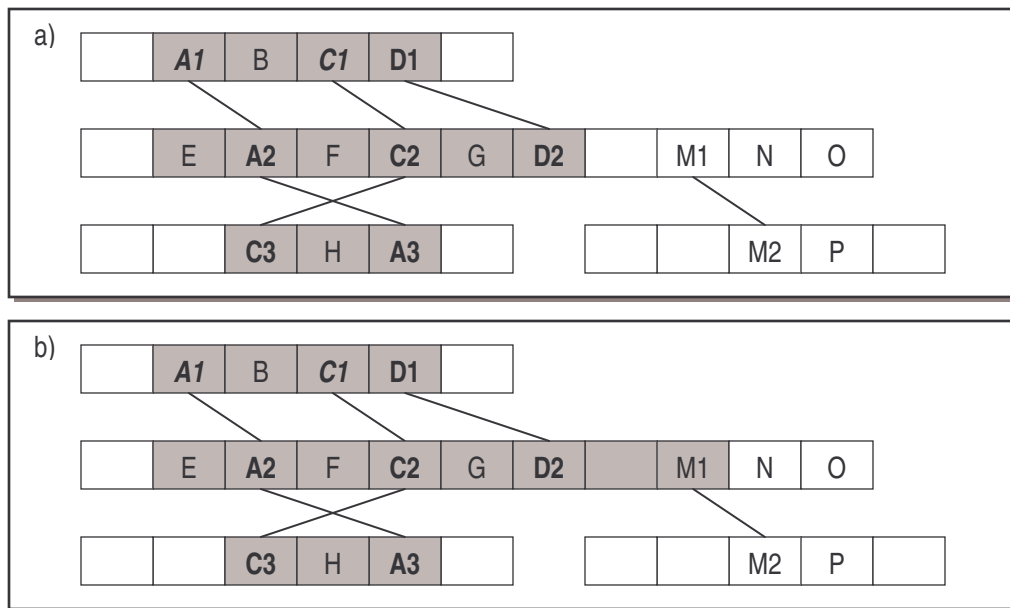 a)
A1 B C1 D1
E A2 F C2 G D2 M1 N O
C3 H A3 M2 P
b)
A1 B C1 D1
E A2 F C2 G D2 M1 N O
C3 H A3 M2 P